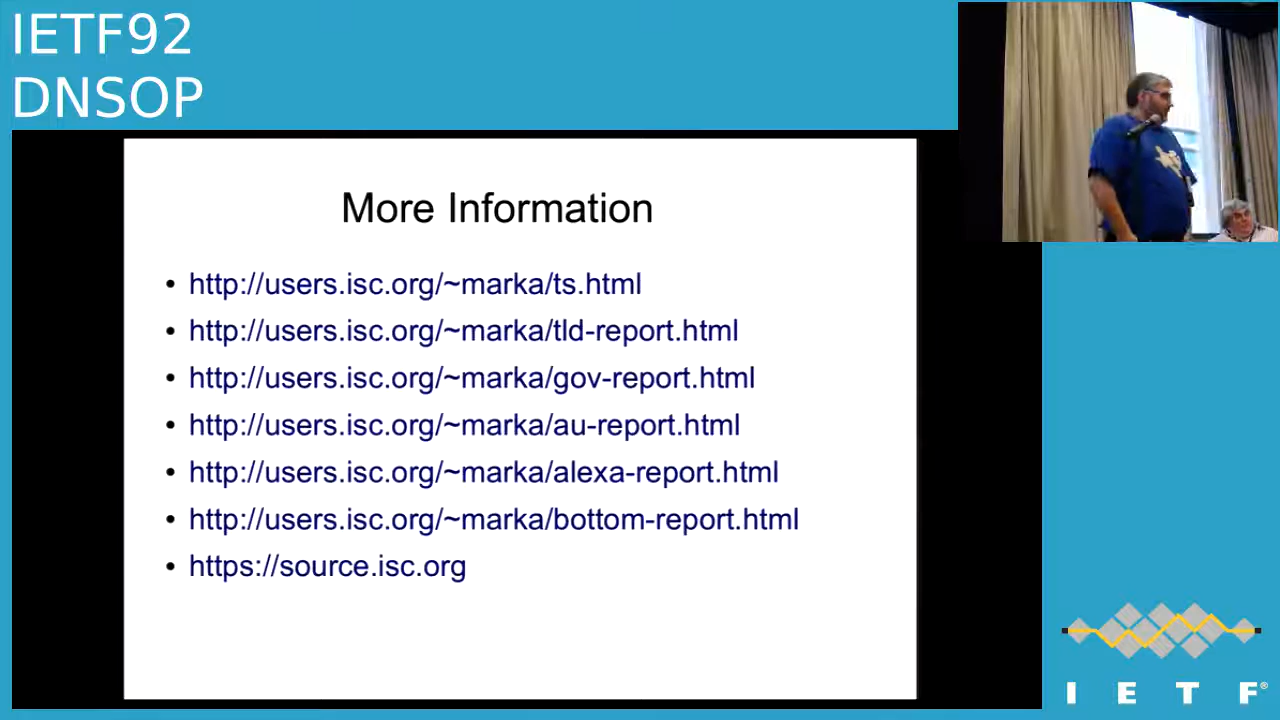 IETF92
DNSOP
More Information
• http://users.isc.org/~marka/ts.html
• http://users.isc.org/~marka/tld-report.html
• http://users.isc.org/~marka/gov-report.html
• http://users.isc.org/~marka/au-report.html
• http://users.isc.org/~marka/alexa-report.html
• http://users.isc.org/~marka/bottom-report.html
• https://source.isc.org
I E T F®